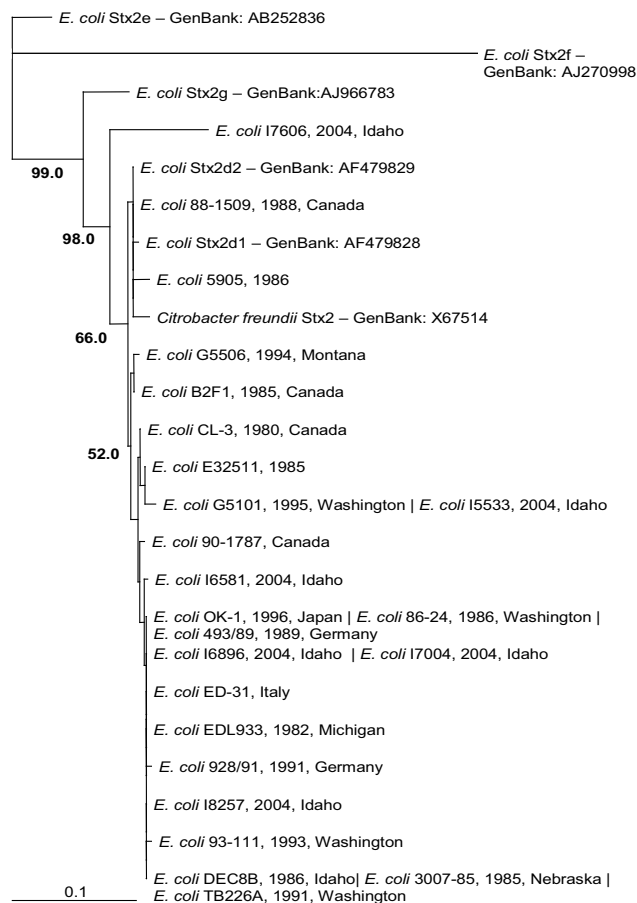 E. coli Stx2e – GenBank: AB252836
E. coli Stx2f –
GenBank: AJ270998
E. coli Stx2g – GenBank:AJ966783
E. coli I7606, 2004, Idaho
99.0
E. coli Stx2d2 – GenBank: AF479829
E. coli 88-1509, 1988, Canada
98.0
E. coli Stx2d1 – GenBank: AF479828
E. coli 5905, 1986
Citrobacter freundii Stx2 – GenBank: X67514
66.0
E. coli G5506, 1994, Montana
E. coli B2F1, 1985, Canada
E. coli CL-3, 1980, Canada
52.0
E. coli E32511, 1985
E. coli G5101, 1995, Washington | E. coli I5533, 2004, Idaho
E. coli 90-1787, Canada
E. coli I6581, 2004, Idaho
E. coli OK-1, 1996, Japan | E. coli 86-24, 1986, Washington |
E. coli 493/89, 1989, Germany
E. coli I6896, 2004, Idaho | E. coli I7004, 2004, Idaho
E. coli ED-31, Italy
E. coli EDL933, 1982, Michigan
E. coli 928/91, 1991, Germany
E. coli I8257, 2004, Idaho
E. coli 93-111, 1993, Washington
E. coli DEC8B, 1986, Idaho| E. coli 3007-85, 1985, Nebraska |
E. coli TB226A, 1991, Washington
0.1